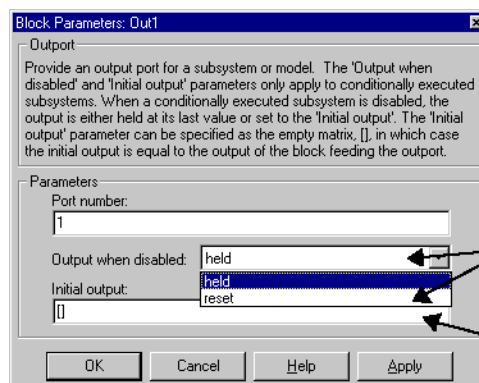 Block Parameters: Out1
Outport
Provide an output port for a subsystem or model. The 'Output when
disabled' and 'Initial output' parameters only apply to conditionally executed
subsystems. When a conditionally executed subsystem is disabled, the
output is either held at its last value or set to the 'Initial output'. The 'Initial
output' parameter can be specified as the empty matrix, [], in which case
the initial output is equal to the output of the block feeding the outport.
Parameters
Port number:
1
Output when disabled: held
held
reset
Initial output:
[]
OK Cancel Help Apply